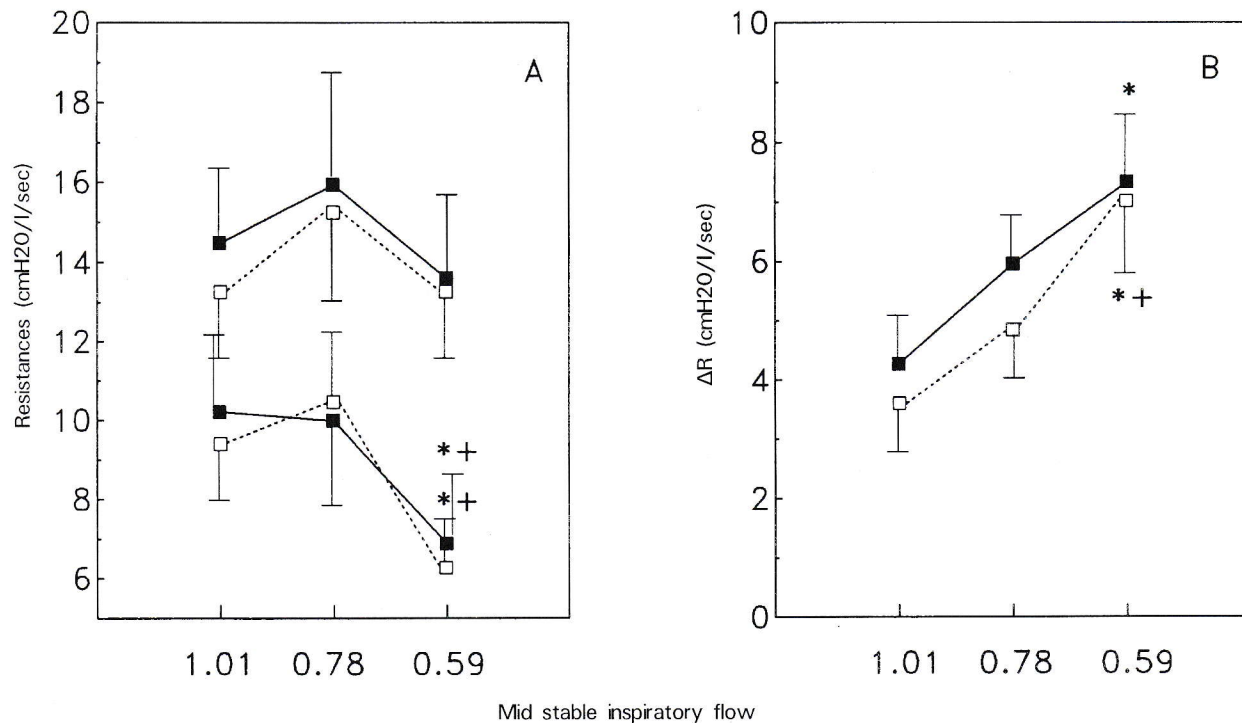 A
Resistances (cmH2O/l/sec)
20
18
16
14
12
10
8
6
*+
*+
1.01 0.78 0.59
B
ΔR (cmH2O/l/sec)
10
8
6
4
2
0
*
*+
1.01 0.78 0.59
Mid stable inspiratory flow